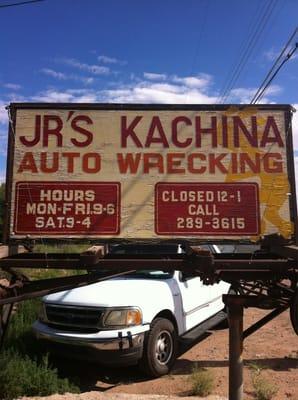 JR'S KACHINA
AUTO WRECKING
HOURS
MON-FRI.9-6
SAT.9-4
CLOSED 12-1
CALL
289-3615